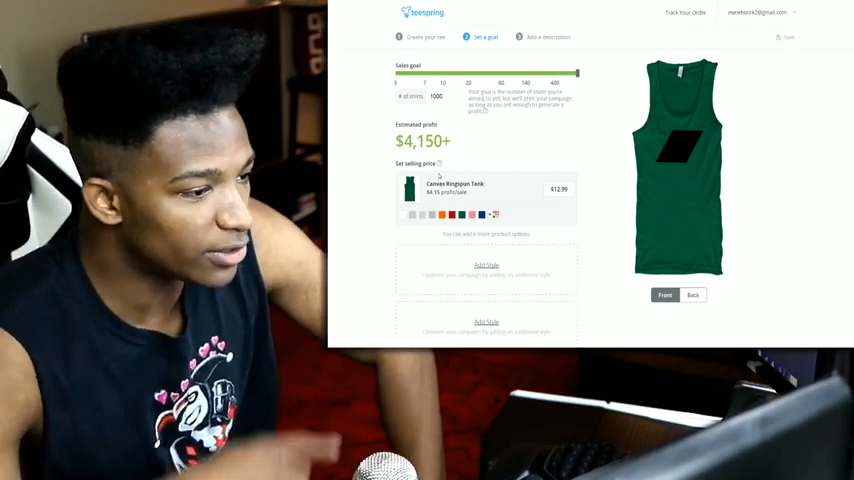 teespring
Track Your Order
ewnetwork2@gmail.com
1 Create your tee
2 Set a goal
3 Add a description
Save
Sales goal
5 7 10 20 60 140 400
# of shirts 1000
Your goal is the number of shirts you're
aiming to sell, but we'll print your campaign
as long as you sell enough to generate a
profit.
Estimated profit
$4,150+
Set selling price
Canvas Ringspun Tank
$4.15 profit/sale
$12.99
You can add 6 more product options.
Add Style
Optimize your campaign by adding an additional style
Add Style
Optimize your campaign by adding an additional style
Front
Back